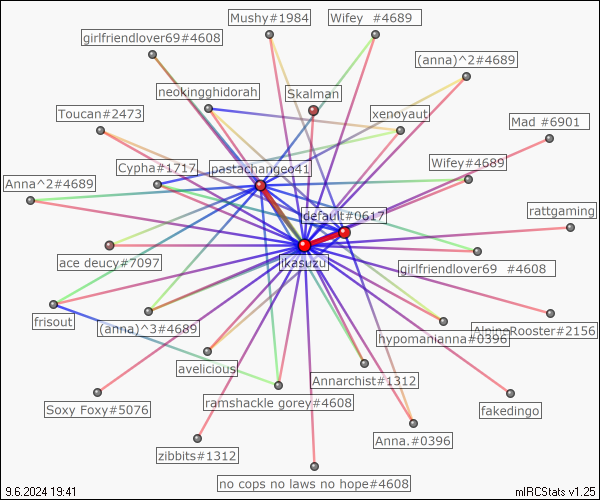 Mushy#1984
Wifey__#4689
girlfriendlover69#4608
(anna)^2#4689
neokingghidorah
Skalman
Toucan#2473
xenoyaut
Mad_#6901
Cypha#1717
pastachangeo41
Wifey#4689
Anna^2#4689
default#0617
rattgaming
ikasuzu
ace deucy#7097
girlfriendlover69__#4608
frisout
(anna)^3#4689
hypomanianna#0396
AlpineRooster#2156
avelicious
Annarchist#1312
Soxy Foxy#5076
ramshackle gorey#4608
fakedingo
Anna.#0396
zibbits#1312
no cops no laws no hope#4608
9.6.2024 19:41
mIRCStats v1.25